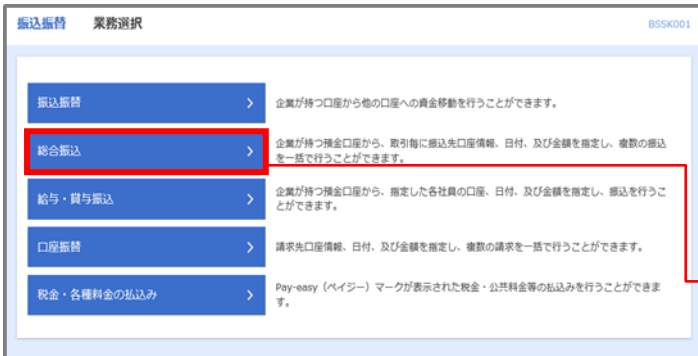 振込振替 業務選択 BSSK001
振込振替 > 企業が持つ口座から他の口座への資金移動を行うことができます。
総合振込 > 企業が持つ預金口座から、取引毎に振込先口座情報、日付、及び金額を指定し、複数の振込
を一括で行うことができます。
給与・賞与振込 > 企業が持つ預金口座から、指定した各社員の口座、日付、及び金額を指定し、振込を行うこ
とができます。
口座振替 > 請求先口座情報、日付、及び金額を指定し、複数の請求を一括で行うことができます。
税金・各種料金の払込み > Pay-easy（ペイジー）マークが表示された税金・公共料金等の払込みを行うことができま
す。